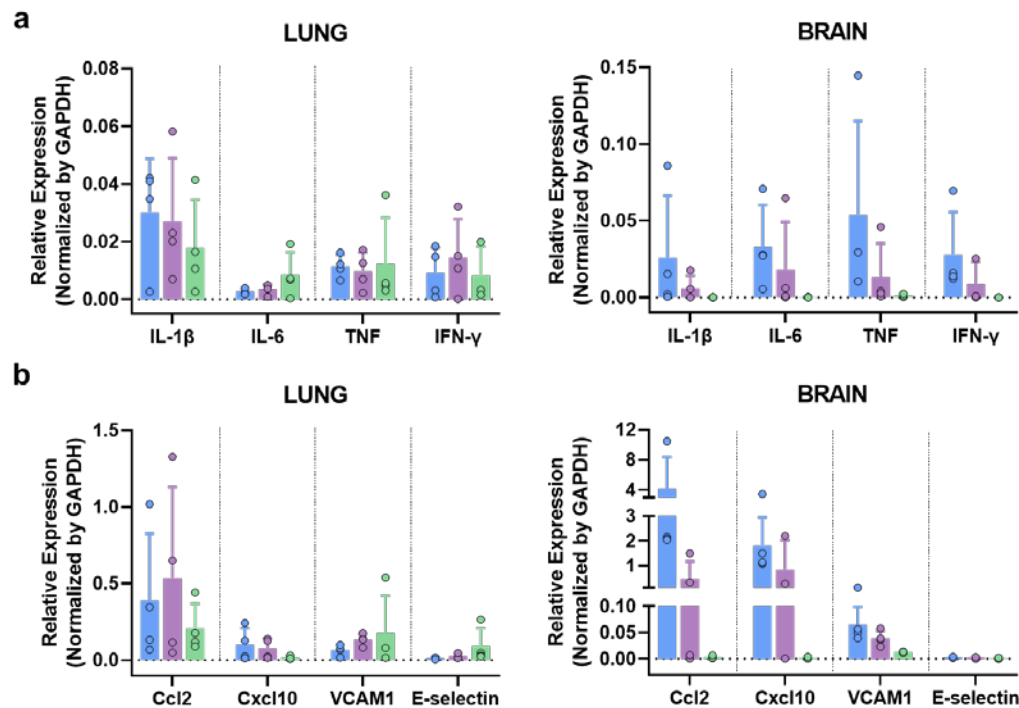 a
LUNG
Relative Expression
(Normalized by GAPDH)
0.08
0.06
0.04
0.02
0.00
IL-1β IL-6 TNF IFN-γ
BRAIN
Relative Expression
(Normalized by GAPDH)
0.15
0.10
0.05
0.00
IL-1β IL-6 TNF IFN-γ
b
LUNG
Relative Expression
(Normalized by GAPDH)
1.5
1.0
0.5
0.0
Ccl2 Cxcl10 VCAM1 E-selectin
BRAIN
Relative Expression
(Normalized by GAPDH)
12
8
4
3
2
1
0.10
0.05
0.00
Ccl2 Cxcl10 VCAM1 E-selectin